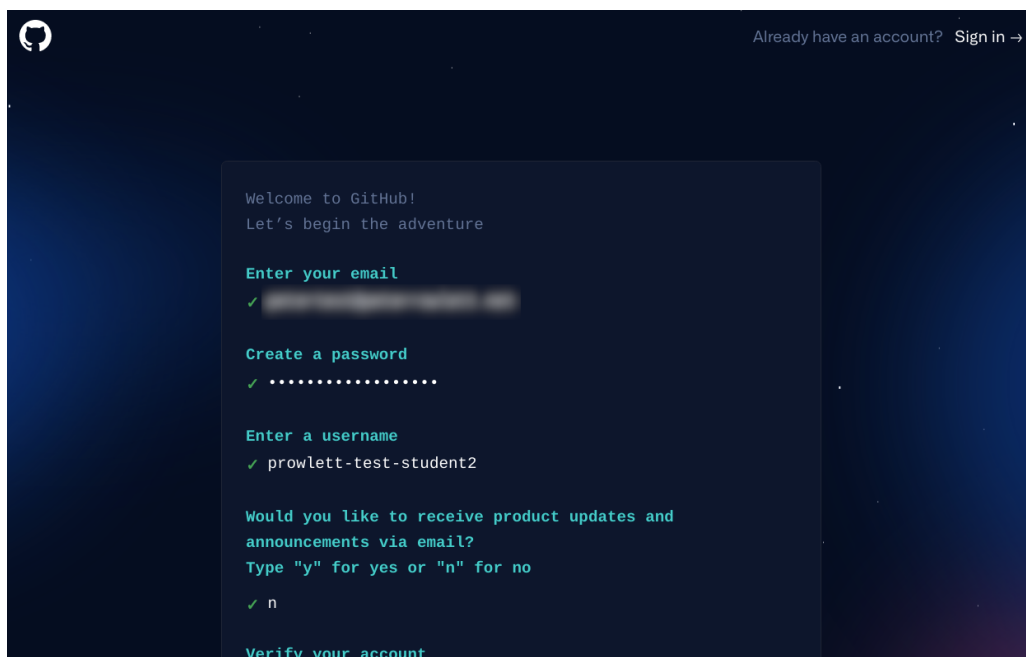 Already have an account? Sign in →
Welcome to GitHub!
Let’s begin the adventure
Enter your email
✓
Create a password
✓ ••••••••••••••••••
Enter a username
✓ prowlett-test-student2
Would you like to receive product updates and
announcements via email?
Type "y" for yes or "n" for no
✓ n
Verify your account